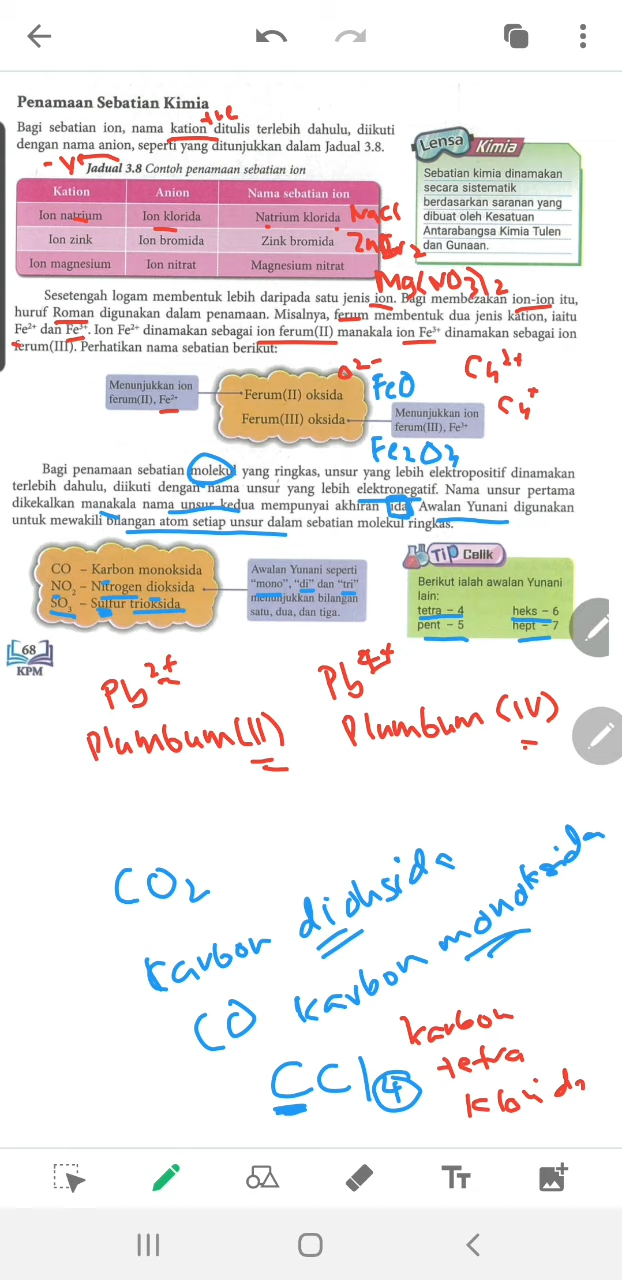 Penamaan Sebatian Kimia
+ve
Bagi sebatian ion, nama kation ditulis terlebih dahulu, diikuti
dengan nama anion, seperti yang ditunjukkan dalam Jadual 3.8.
Jadual 3.8 Contoh penamaan sebatian ion
Kation Anion Nama sebatian ion
Ion natrium Ion klorida Natrium klorida NaCl
Ion zink Ion bromida Zink bromida
Ion magnesium Ion nitrat Magnesium nitrat
Mg(NO3)2
Lensa Kimia
Sebatian kimia dinamakan
secara sistematik
berdasarkan saranan yang
dibuat oleh Kesatuan
Antarabangsa Kimia Tulen
dan Gunaan.
Sesetengah logam membentuk lebih daripada satu jenis ion. Bagi membezakan ion-ion itu,
huruf Roman digunakan dalam penamaan. Misalnya, ferum membentuk dua jenis kation, iaitu
Fe²⁺ dan Fe³⁺. Ion Fe²⁺ dinamakan sebagai ion ferum(II) manakala ion Fe³⁺ dinamakan sebagai ion
ferum(III). Perhatikan nama sebatian berikut:
Menunjukkan ion
ferum(II), Fe²⁺
Ferum(II) oksida
Ferum(III) oksida
O²⁻
FeO
Fe2O3
Cu²⁺
Cu⁺
Menunjukkan ion
ferum(III), Fe³⁺
Bagi penamaan sebatian molekul yang ringkas, unsur yang lebih elektropositif dinamakan
terlebih dahulu, diikuti dengan nama unsur yang lebih elektronegatif. Nama unsur pertama
dikekalkan manakala nama unsur kedua mempunyai akhiran ida. Awalan Yunani digunakan
untuk mewakili bilangan atom setiap unsur dalam sebatian molekul ringkas.
CO – Karbon monoksida
NO₂ – Nitrogen dioksida
SO₃ – Sulfur trioksida
Awalan Yunani seperti
"mono", "di" dan "tri"
menunjukkan bilangan
satu, dua, dan tiga.
Tip Celik
Berikut ialah awalan Yunani
lain:
tetra – 4 heks – 6
pent – 5 hept – 7
68
KPM
Pb²⁺
Plumbum(II)
Pb⁴⁺
Plumbum (IV)
CO2
karbon dioksida
CO karbon monoksida
CCl4
karbon
tetra
klorida